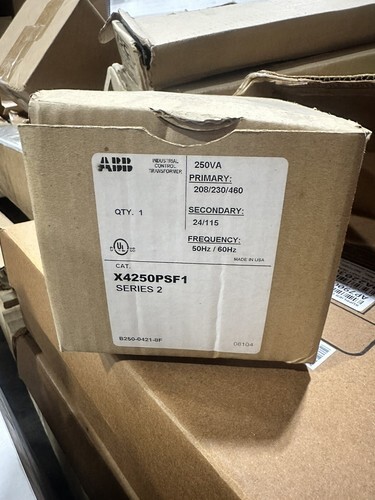 ABB
INDUSTRIAL
CONTROL
TRANSFORMER
250VA
PRIMARY:
208/230/460
QTY. 1
SECONDARY:
24/115
FREQUENCY:
50Hz / 60Hz
MADE IN USA
UL
CAT.
X4250PSF1
SERIES 2
B250-0421-8F
08104